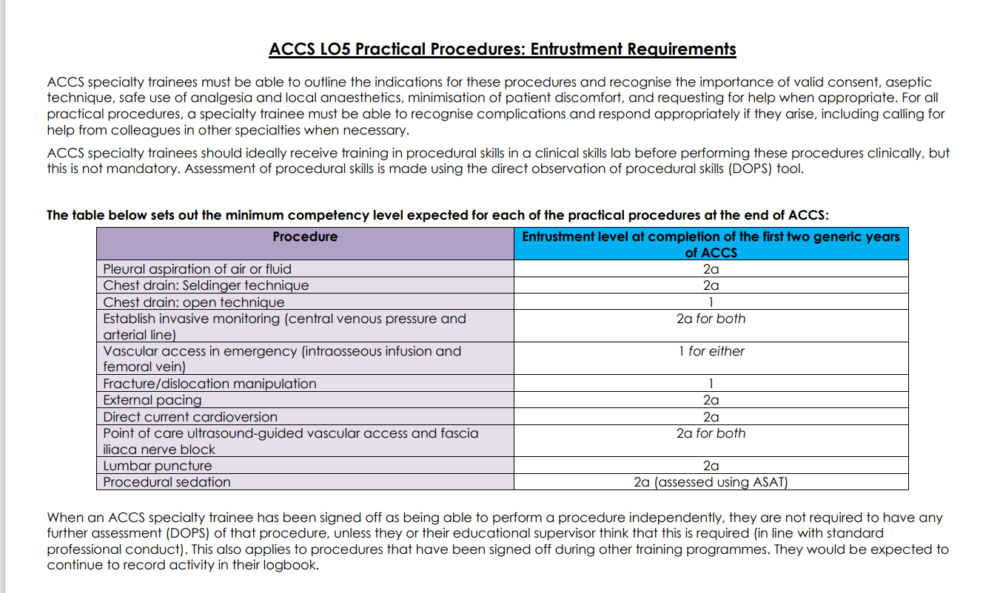 ACCS LO5 Practical Procedures: Entrustment Requirements
ACCS specialty trainees must be able to outline the indications for these procedures and recognise the importance of valid consent, aseptic
technique, safe use of analgesia and local anaesthetics, minimisation of patient discomfort, and requesting for help when appropriate. For all
practical procedures, a specialty trainee must be able to recognise complications and respond appropriately if they arise, including calling for
help from colleagues in other specialties when necessary.
ACCS specialty trainees should ideally receive training in procedural skills in a clinical skills lab before performing these procedures clinically, but
this is not mandatory. Assessment of procedural skills is made using the direct observation of procedural skills (DOPS) tool.
The table below sets out the minimum competency level expected for each of the practical procedures at the end of ACCS:
Procedure
Entrustment level at completion of the first two generic years
of ACCS
Pleural aspiration of air or fluid
2a
Chest drain: Seldinger technique
2a
Chest drain: open technique
1
Establish invasive monitoring (central venous pressure and
arterial line)
2a for both
Vascular access in emergency (intraosseous infusion and
femoral vein)
1 for either
Fracture/dislocation manipulation
1
External pacing
2a
Direct current cardioversion
2a
Point of care ultrasound-guided vascular access and fascia
iliaca nerve block
2a for both
Lumbar puncture
2a
Procedural sedation
2a (assessed using ASAT)
When an ACCS specialty trainee has been signed off as being able to perform a procedure independently, they are not required to have any
further assessment (DOPS) of that procedure, unless they or their educational supervisor think that this is required (in line with standard
professional conduct). This also applies to procedures that have been signed off during other training programmes. They would be expected to
continue to record activity in their logbook.